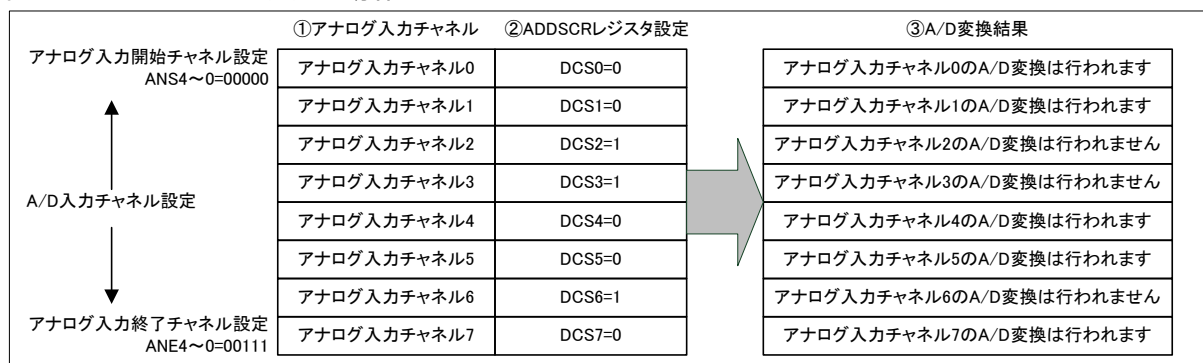 ①アナログ入力チャネル ②ADDSCRレジスタ設定 ③A/D変換結果
アナログ入力開始チャネル設定
ANS4～0=00000
アナログ入力チャネル0 DCS0=0 アナログ入力チャネル0のA/D変換は行われます
アナログ入力チャネル1 DCS1=0 アナログ入力チャネル1のA/D変換は行われます
アナログ入力チャネル2 DCS2=1 アナログ入力チャネル2のA/D変換は行われません
A/D入力チャネル設定 アナログ入力チャネル3 DCS3=1 アナログ入力チャネル3のA/D変換は行われません
アナログ入力チャネル4 DCS4=0 アナログ入力チャネル4のA/D変換は行われます
アナログ入力チャネル5 DCS5=0 アナログ入力チャネル5のA/D変換は行われます
アナログ入力チャネル6 DCS6=1 アナログ入力チャネル6のA/D変換は行われません
アナログ入力終了チャネル設定
ANE4～0=00111
アナログ入力チャネル7 DCS7=0 アナログ入力チャネル7のA/D変換は行われます